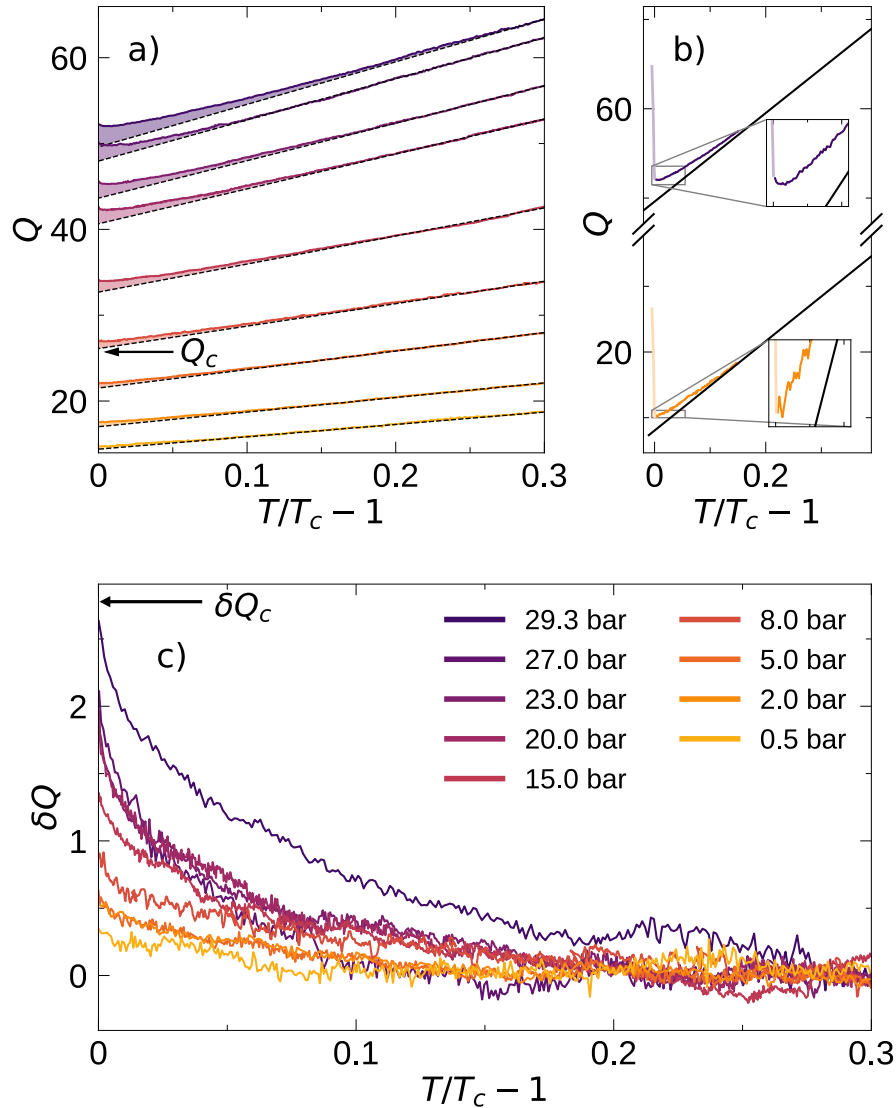 a)
60
40
20
Q
Q_c
0
0.1
0.2
0.3
T/T_c − 1
b)
60
20
Q
0
0.2
T/T_c − 1
c)
δQ_c
2
1
0
δQ
29.3 bar
27.0 bar
23.0 bar
20.0 bar
15.0 bar
8.0 bar
5.0 bar
2.0 bar
0.5 bar
0
0.1
0.2
0.3
T/T_c − 1